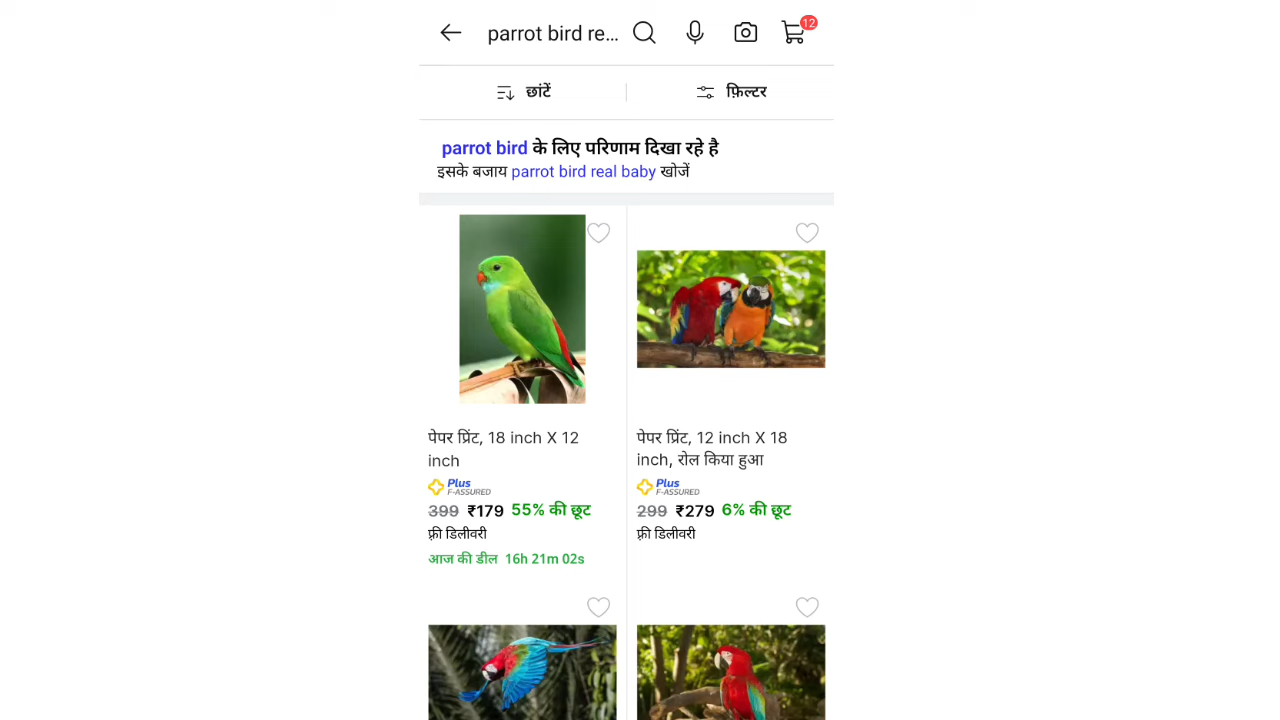 parrot bird re...
12
छांटें
फ़िल्टर
parrot bird के लिए परिणाम दिखा रहे है
इसके बजाय parrot bird real baby खोजें
पेपर प्रिंट, 18 inch X 12
inch
Plus
F-ASSURED
399 ₹179 55% की छूट
फ़्री डिलीवरी
आज की डील 16h 21m 02s
पेपर प्रिंट, 12 inch X 18
inch, रोल किया हुआ
Plus
F-ASSURED
299 ₹279 6% की छूट
फ़्री डिलीवरी